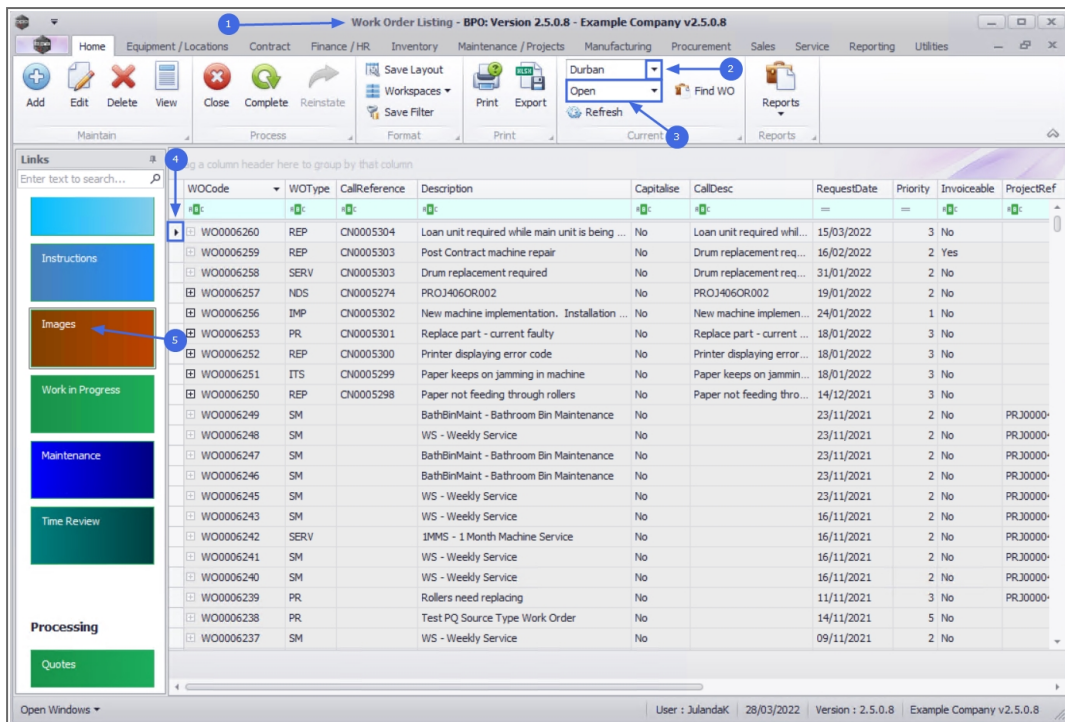 1
Work Order Listing - BPO: Version 2.5.0.8 - Example Company v2.5.0.8
Home Equipment / Locations Contract Finance / HR Inventory Maintenance / Projects Manufacturing Procurement Sales Service Reporting Utilities
Add Edit Delete View Close Complete Reinstate Save Layout Workspaces Save Filter Print Export Durban Open Refresh Find WO Reports
2
3
Maintain Process Format Print Current Reports
Links
4
a column header here to group by that column
Enter text to search...
WOCode WOType CallReference Description Capitalise CallDesc RequestDate Priority Invoiceable ProjectRef
WO0006260 REP CN0005304 Loan unit required while main unit is being ... No Loan unit required whil... 15/03/2022 3 No
WO0006259 REP CN0005303 Post Contract machine repair No Drum replacement req... 16/02/2022 2 Yes
WO0006258 SERV CN0005303 Drum replacement required No Drum replacement req... 31/01/2022 2 No
WO0006257 NDS CN0005274 PROJ406OR002 No PROJ406OR002 19/01/2022 2 No
WO0006256 IMP CN0005302 New machine implementation. Installation ... No New machine implemen... 24/01/2022 1 No
WO0006253 PR CN0005301 Replace part - current faulty No Replace part - current ... 18/01/2022 3 No
WO0006252 REP CN0005300 Printer displaying error code No Printer displaying error... 18/01/2022 3 No
WO0006251 ITS CN0005299 Paper keeps on jamming in machine No Paper keeps on jammin... 18/01/2022 3 No
WO0006250 REP CN0005298 Paper not feeding through rollers No Paper not feeding thro... 14/12/2021 3 No
WO0006249 SM BathBinMaint - Bathroom Bin Maintenance No 23/11/2021 2 No PRJ0000
WO0006248 SM WS - Weekly Service No 23/11/2021 2 No PRJ0000
WO0006247 SM BathBinMaint - Bathroom Bin Maintenance No 23/11/2021 2 No PRJ0000
WO0006246 SM BathBinMaint - Bathroom Bin Maintenance No 23/11/2021 2 No PRJ0000
WO0006245 SM WS - Weekly Service No 23/11/2021 2 No PRJ0000
WO0006243 SM WS - Weekly Service No 16/11/2021 2 No PRJ0000
WO0006242 SERV 1MMS - 1 Month Machine Service No 16/11/2021 2 No PRJ0000
WO0006241 SM WS - Weekly Service No 16/11/2021 2 No PRJ0000
WO0006240 SM WS - Weekly Service No 16/11/2021 2 No PRJ0000
WO0006239 PR Rollers need replacing No 11/11/2021 3 No PRJ0000
WO0006238 PR Test PQ Source Type Work Order No 14/11/2021 5 No
WO0006237 SM WS - Weekly Service No 09/11/2021 2 No
Instructions
Images
5
Work in Progress
Maintenance
Time Review
Processing
Quotes
Open Windows User : JulandaK 28/03/2022 Version : 2.5.0.8 Example Company v2.5.0.8